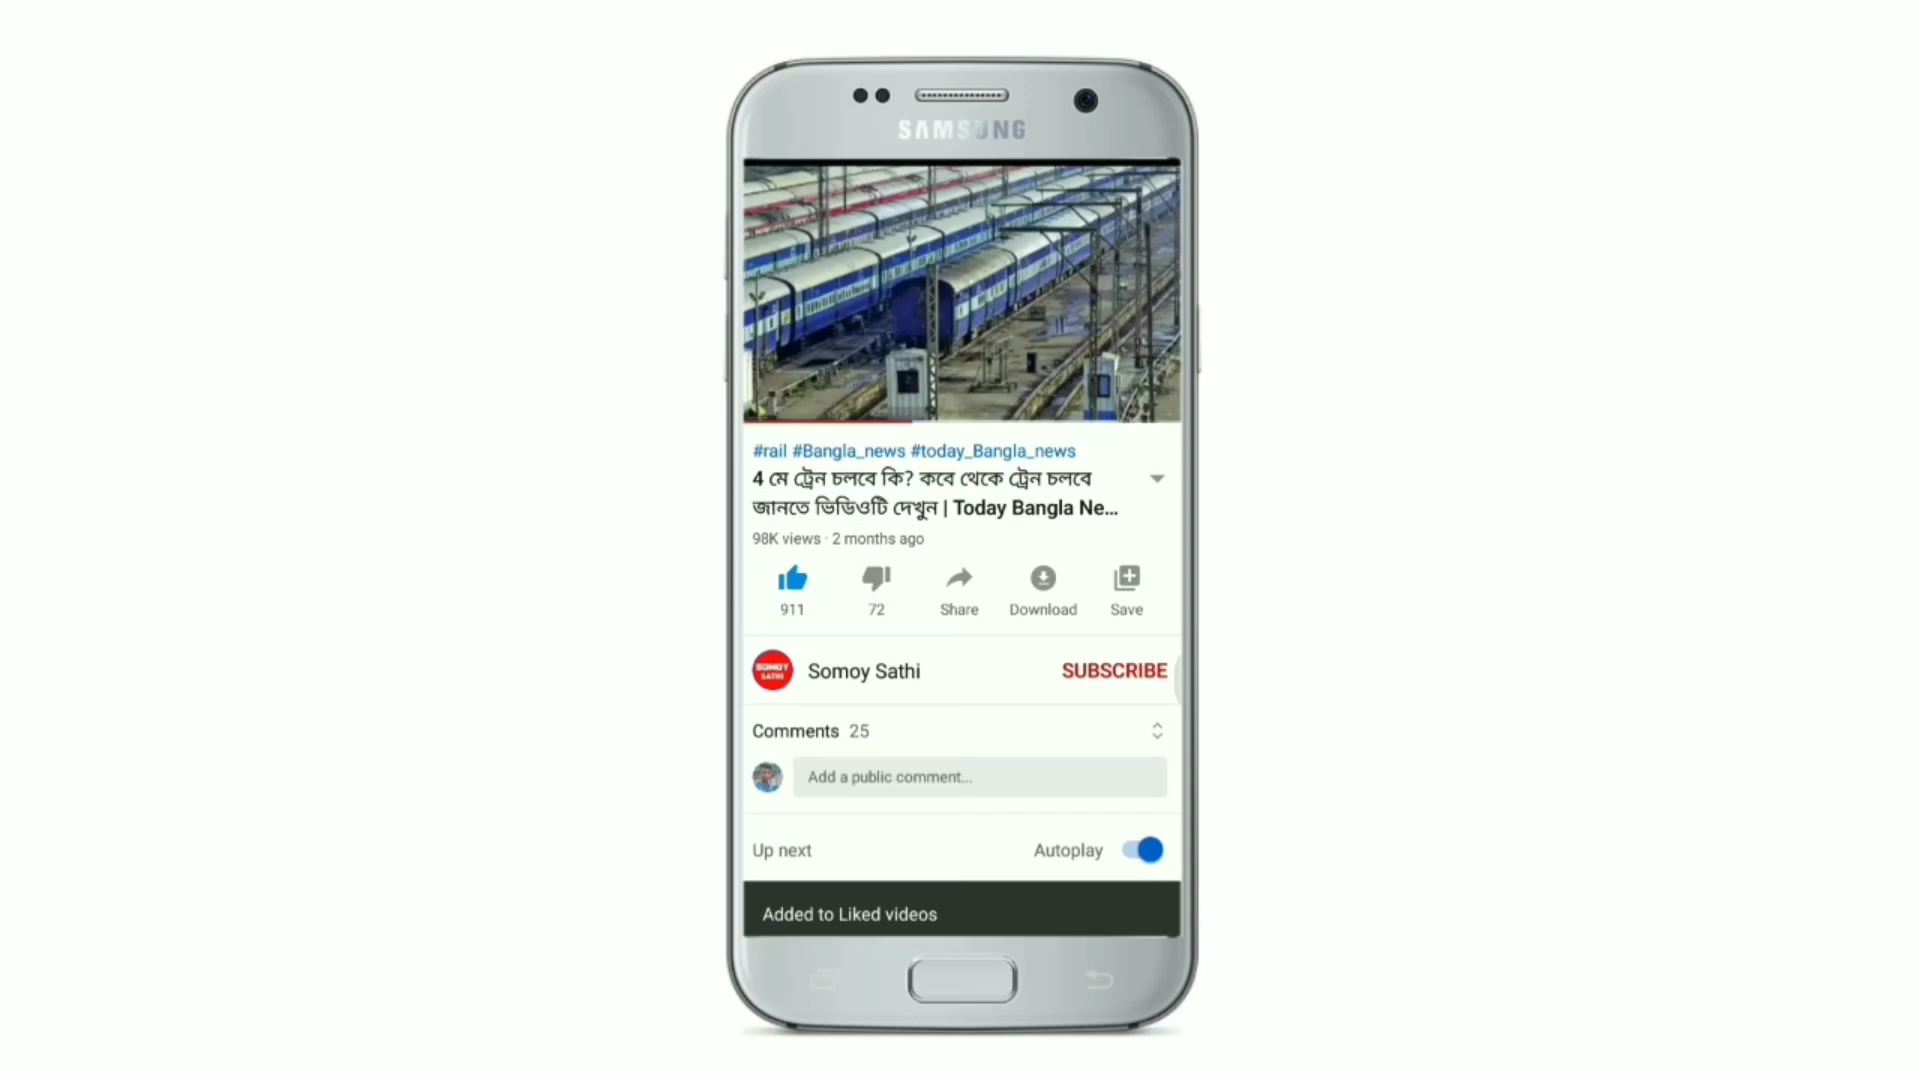 SAMSUNG
#rail #Bangla_news #today_Bangla_news
4 মে ট্রেন চলবে কি? কবে থেকে ট্রেন চলবে
জানতে ভিডিওটি দেখুন | Today Bangla Ne...
98K views · 2 months ago
911 72 Share Download Save
SOMOY
SATHI
Somoy Sathi SUBSCRIBE
Comments 25
Add a public comment...
Up next Autoplay
Added to Liked videos